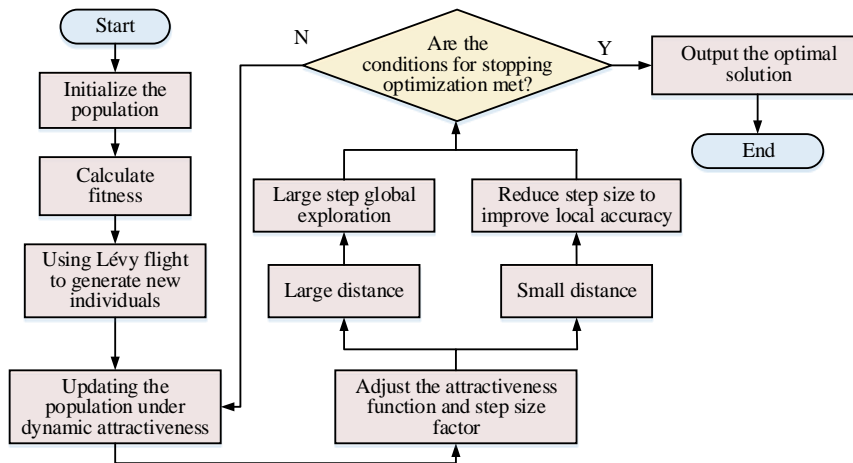 Start
Initialize the
population
Calculate
fitness
Using Lévy flight
to generate new
individuals
Updating the
population under
dynamic attractiveness
Adjust the attractiveness
function and step size
factor
Large distance
Small distance
Large step global
exploration
Reduce step size to
improve local accuracy
Are the
conditions for stopping
optimization met?
N
Y
Output the optimal
solution
End